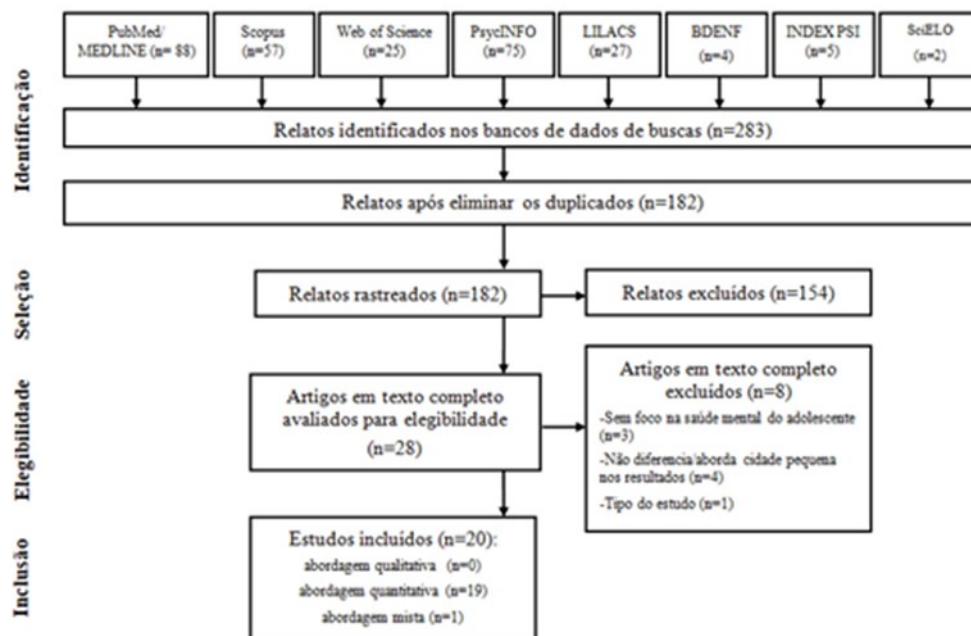 Identificação
PubMed/
MEDLINE (n= 88)
Scopus
(n=57)
Web of Science
(n=25)
PsycINFO
(n=75)
LILACS
(n=27)
BDENF
(n=4)
INDEX PSI
(n=5)
SciELO
(n=2)
Relatos identificados nos bancos de dados de buscas (n=283)
Relatos após eliminar os duplicados (n=182)
Seleção
Relatos rastreados (n=182)
Relatos excluídos (n=154)
Elegibilidade
Artigos em texto completo
avaliados para elegibilidade
(n=28)
Artigos em texto completo
excluídos (n=8)
-Sem foco na saúde mental do adolescente
(n=3)
-Não diferencia/aborda cidade pequena
nos resultados (n=4)
-Tipo do estudo (n=1)
Inclusão
Estudos incluídos (n=20):
abordagem qualitativa (n=0)
abordagem quantitativa (n=19)
abordagem mista (n=1)